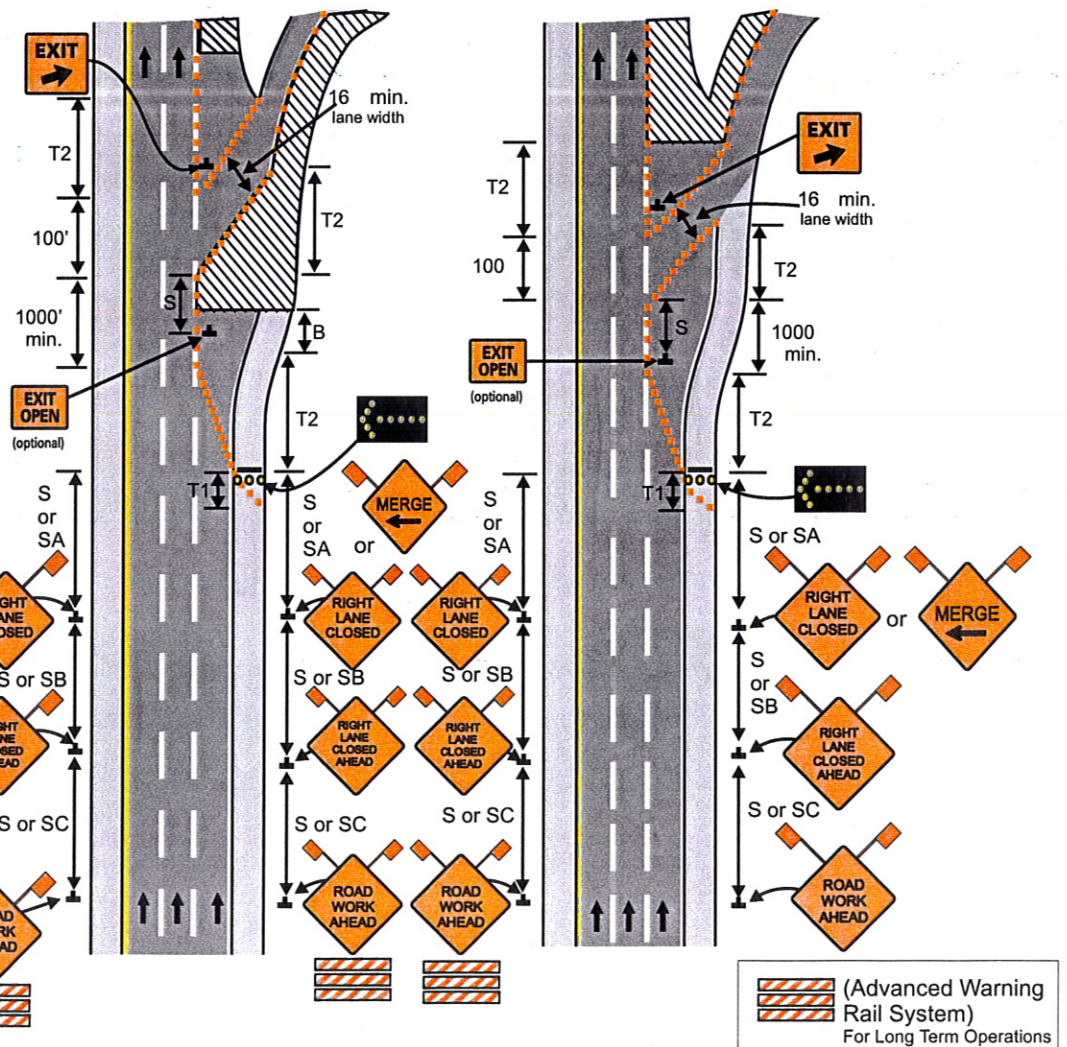 EXIT
16 min.
lane width
T2
T2
100'
S
1000'
min.
B
EXIT
OPEN
(optional)
T2
T1
S
or
SA
S
or
SA
MERGE
or
S
or
SA
RIGHT
LANE
CLOSED
RIGHT
LANE
CLOSED
S or SB
S or SB
S or SB
RIGHT
LANE
CLOSED
AHEAD
RIGHT
LANE
CLOSED
AHEAD
S or SC
S or SC
S or SC
ROAD
WORK
AHEAD
ROAD
WORK
AHEAD
EXIT
T2
16 min.
lane width
100
T2
S
1000
min.
EXIT
OPEN
(optional)
T2
T1
S or SA
RIGHT
LANE
CLOSED
or
MERGE
S
or
SB
RIGHT
LANE
CLOSED
AHEAD
S or SC
ROAD
WORK
AHEAD
(Advanced Warning
Rail System)
For Long Term Operations